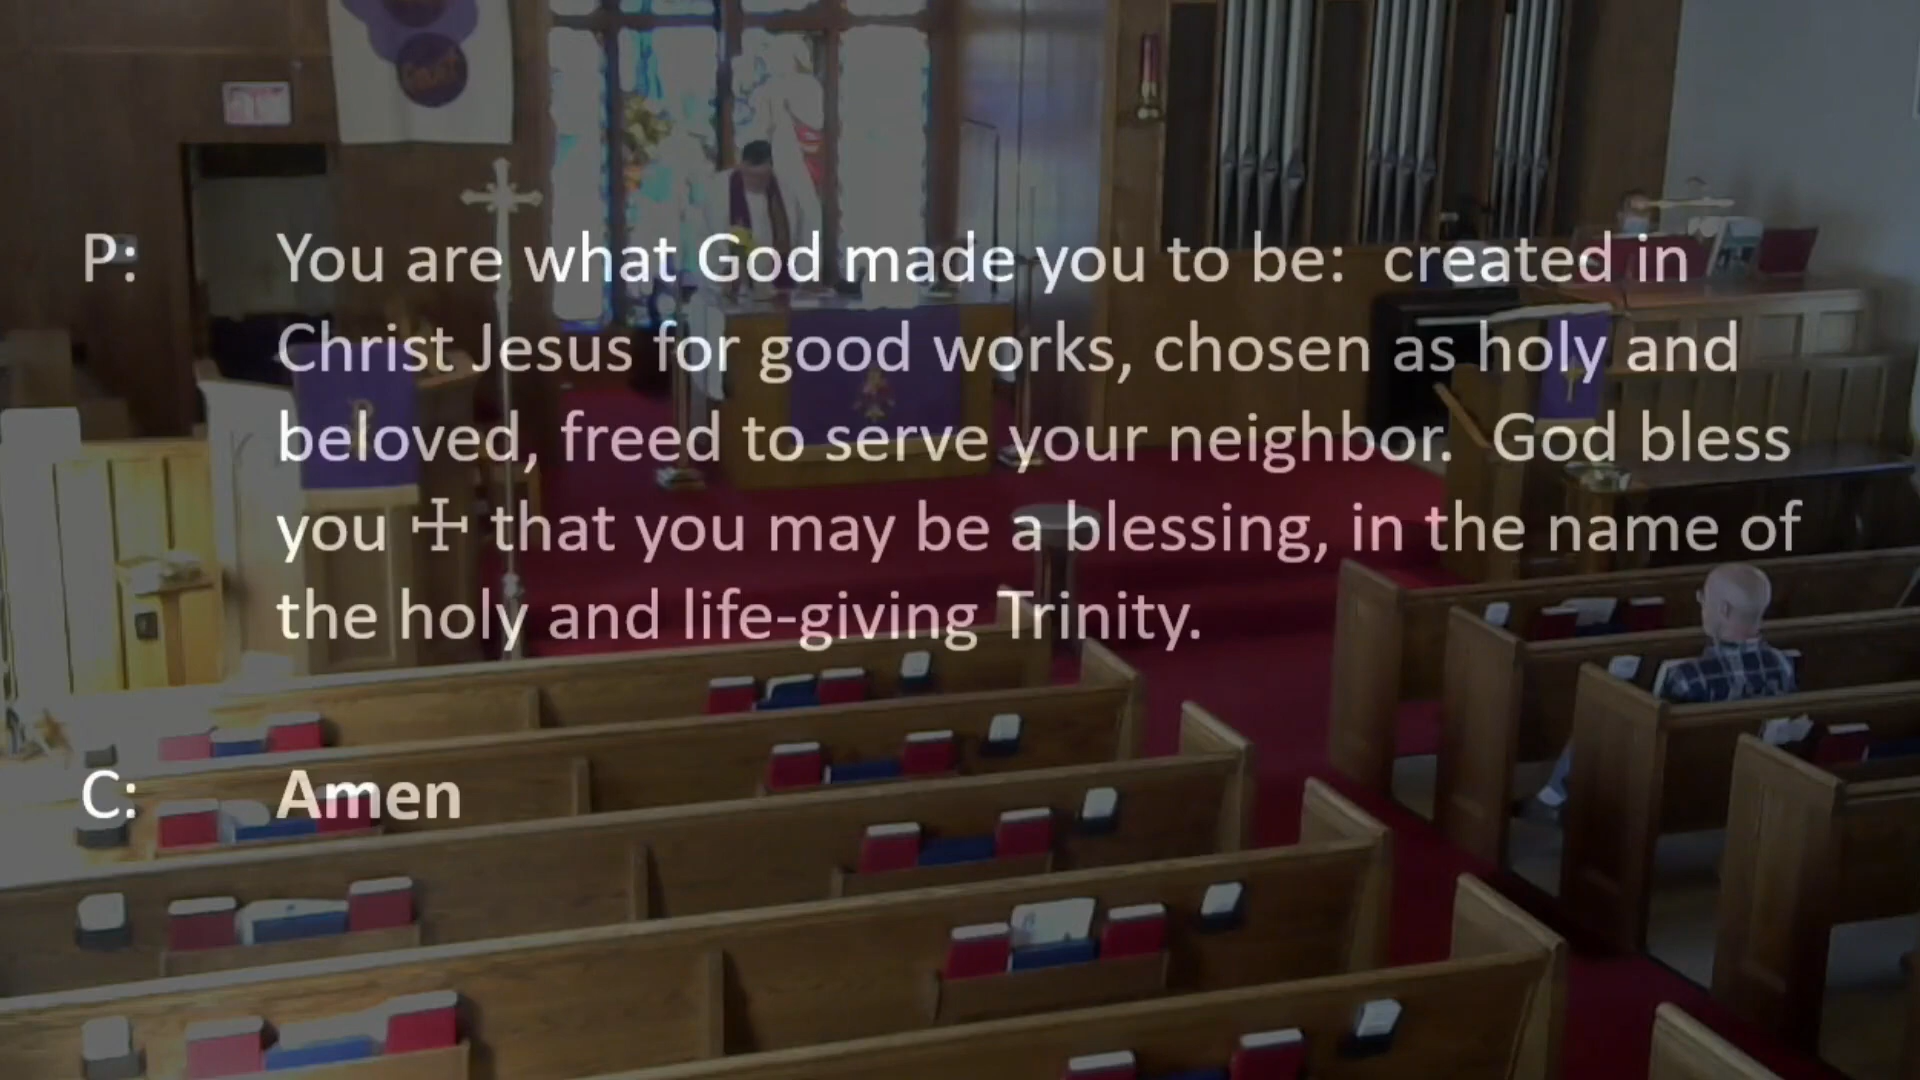 P: You are what God made you to be: created in
Christ Jesus for good works, chosen as holy and
beloved, freed to serve your neighbor. God bless
you ☩ that you may be a blessing, in the name of
the holy and life-giving Trinity.
C: Amen